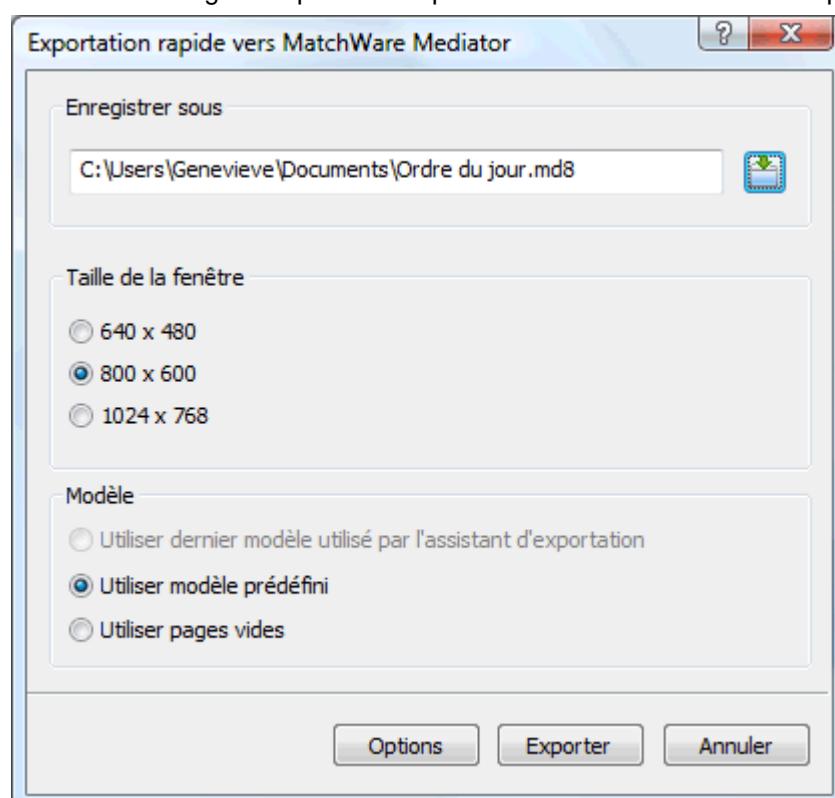 Exportation rapide vers MatchWare Mediator
Enregistrer sous
C:\Users\Genevieve\Documents\Ordre du jour.md8
Taille de la fenêtre
640 x 480
800 x 600
1024 x 768
Modèle
Utiliser dernier modèle utilisé par l'assistant d'exportation
Utiliser modèle prédéfini
Utiliser pages vides
Options Exporter Annuler